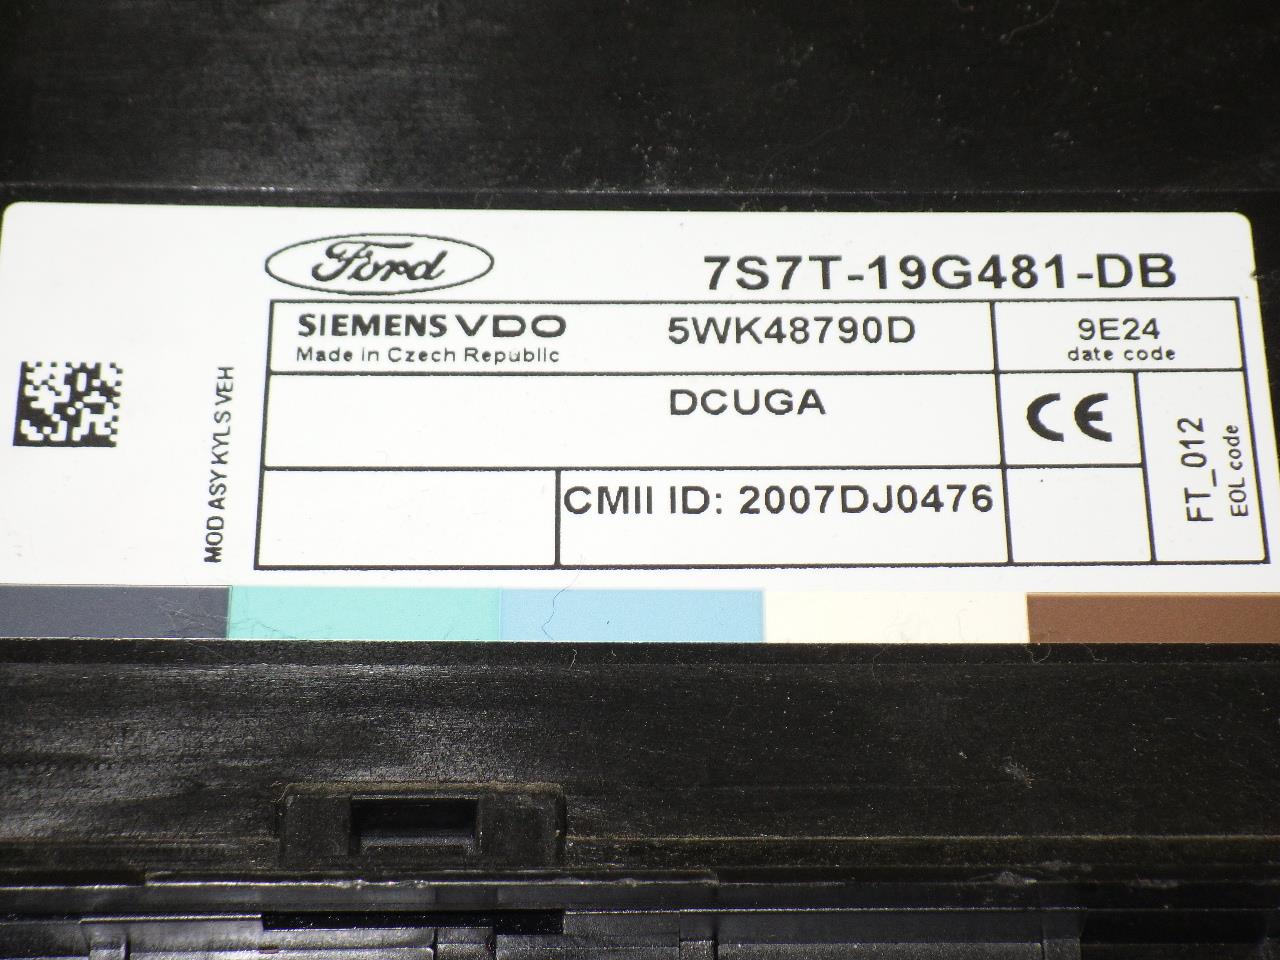 Ford
7S7T-19G481-DB
SIEMENS VDO
5WK48790D
9E24
Made in Czech Republic
date code
DCUGA
CE
FT_012
EOL code
MOD ASY KYLS VEH
CMII ID: 2007DJ0476